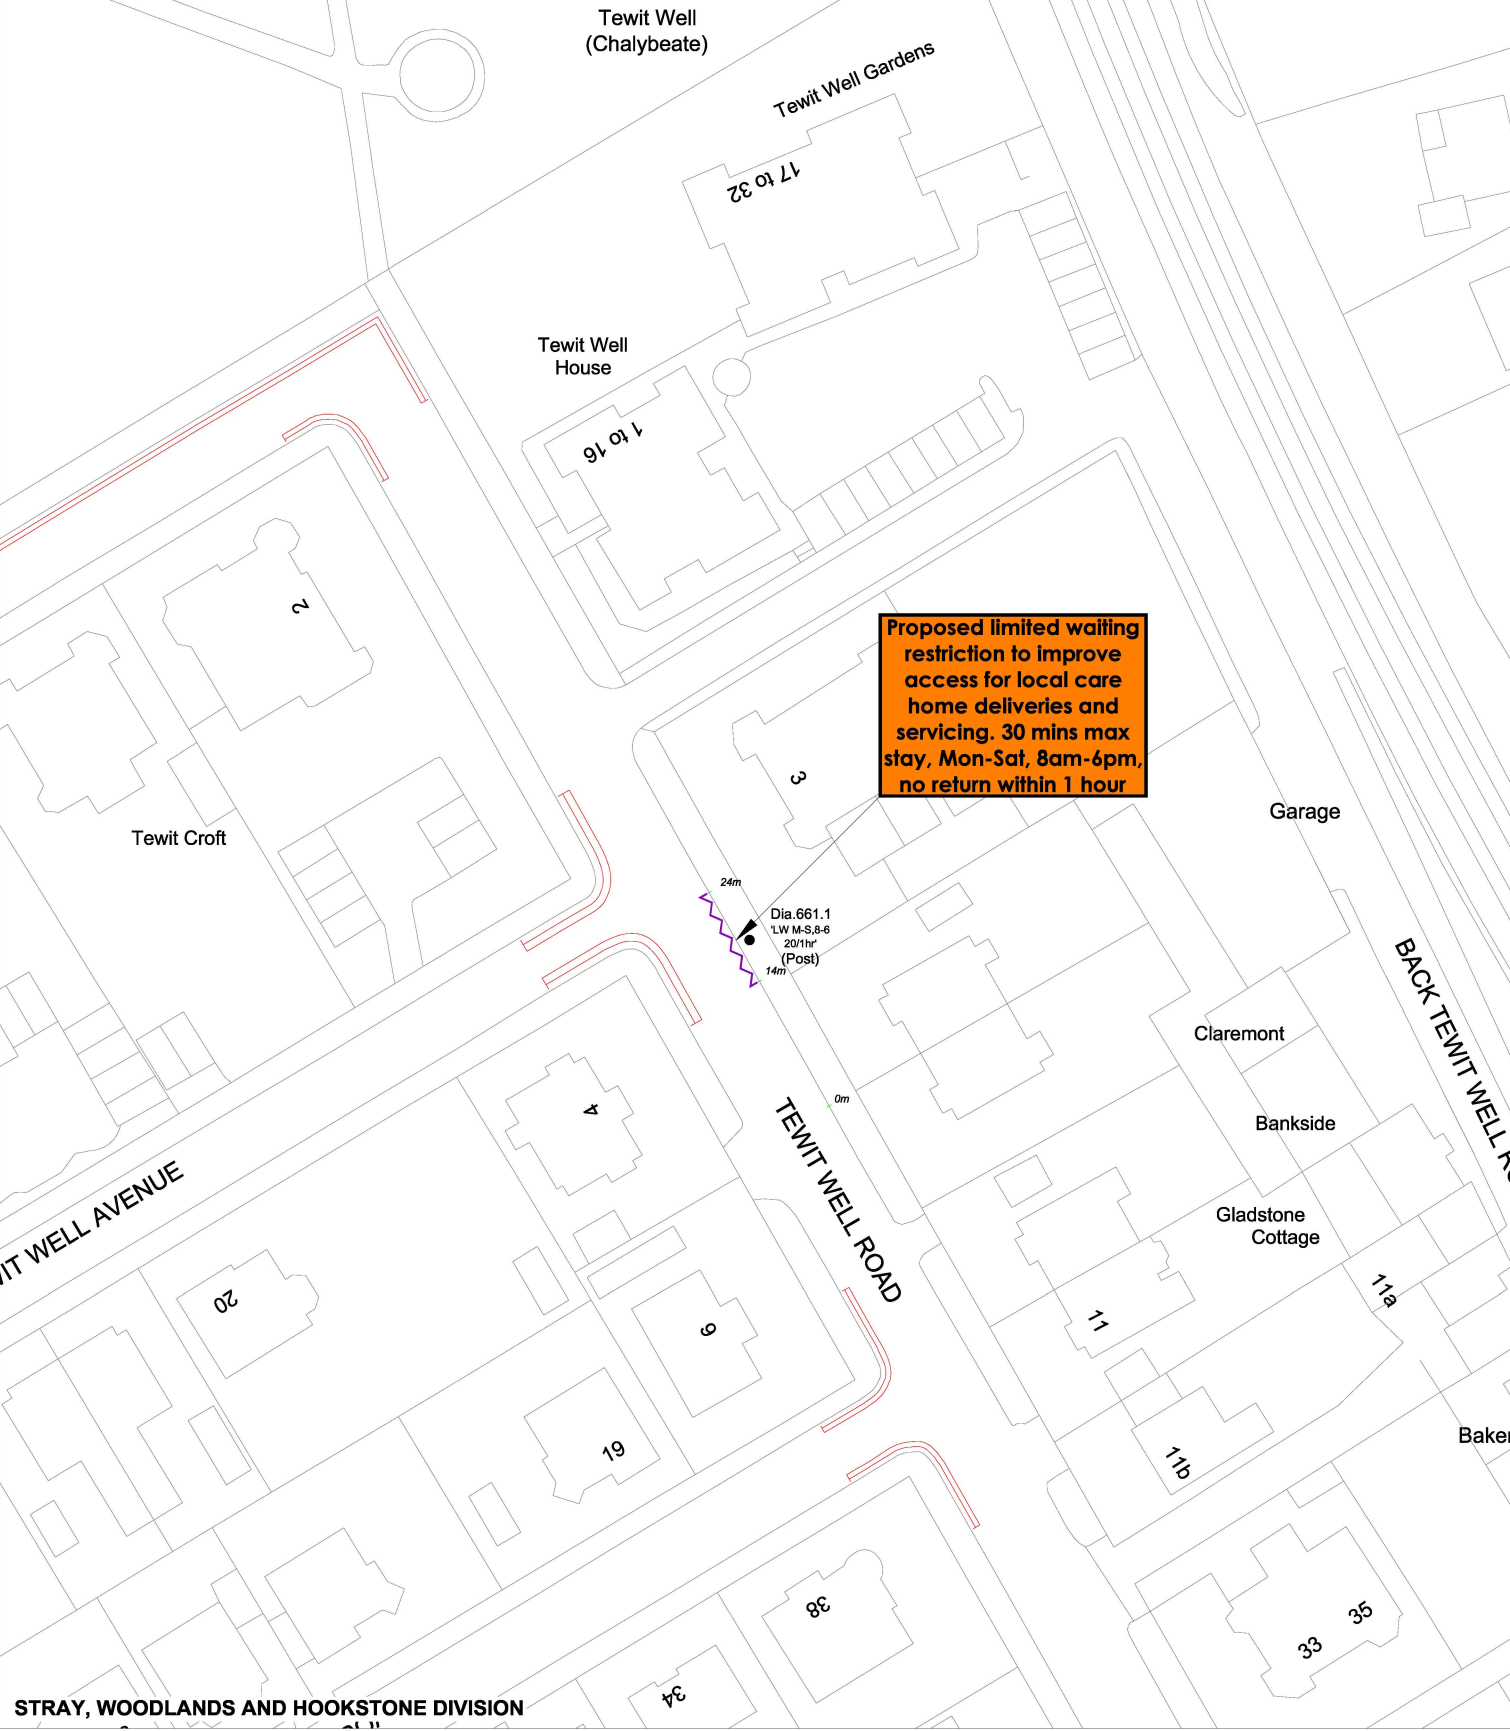 Tewit Well
(Chalybeate)
Tewit Well Gardens
17 to 32
Tewit Well
House
1 to 16
2
Proposed limited waiting
restriction to improve
access for local care
home deliveries and
servicing. 30 mins max
stay, Mon-Sat, 8am-6pm,
no return within 1 hour
3
Garage
Tewit Croft
24m
Dia.661.1
'LW M-S,8-6
20/1hr'
(Post)
14m
BACK TEWIT WELL
Claremont
0m
4
Bankside
TEWIT WELL ROAD
WELL AVENUE
Gladstone
Cottage
11a
20
11
9
19
11b
38
35
33
34
STRAY, WOODLANDS AND HOOKSTONE DIVISION